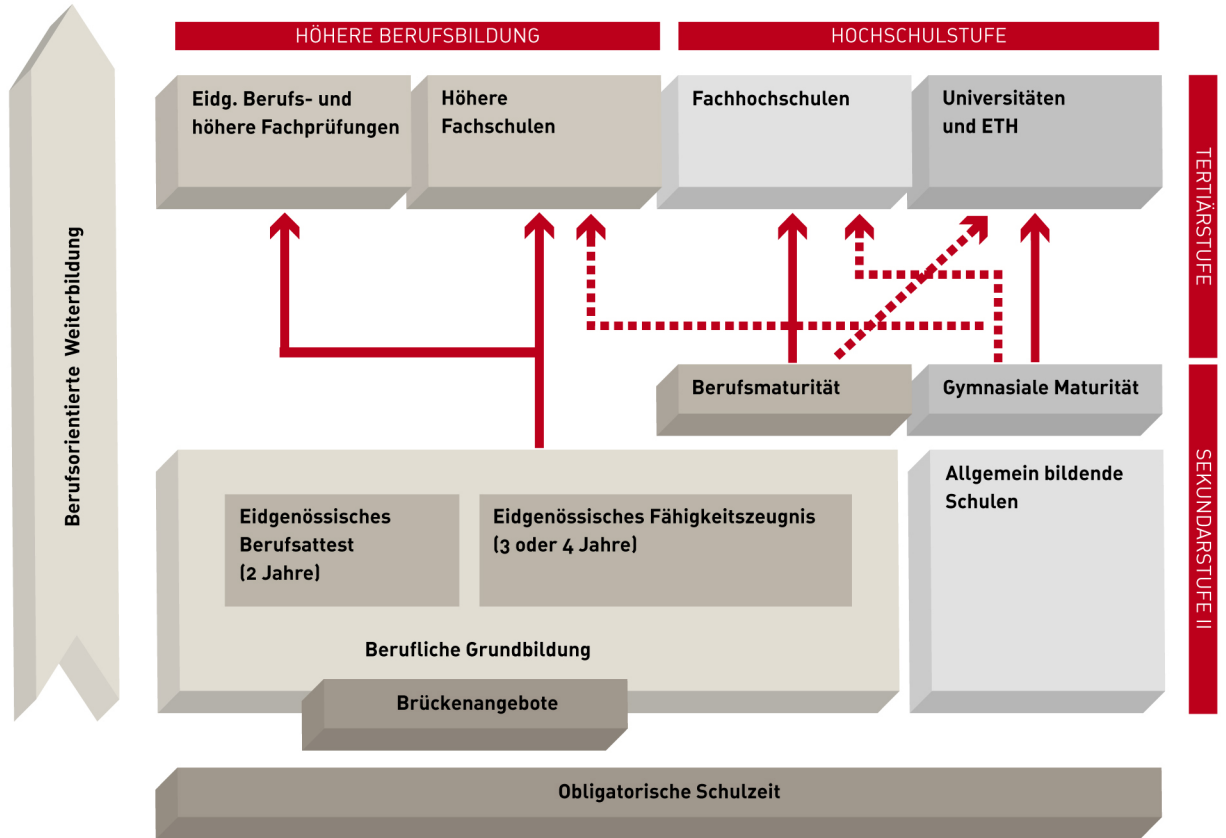 HÖHERE BERUFSBILDUNG
HOCHSCHULSTUFE
Eidg. Berufs- und
höhere Fachprüfungen
Höhere
Fachschulen
Fachhochschulen
Universitäten
und ETH
TERTIÄRSTUFE
Berufsorientierte Weiterbildung
Berufsmaturität
Gymnasiale Maturität
SEKUNDARSTUFE II
Allgemein bildende
Schulen
Eidgenössisches
Berufsattest
(2 Jahre)
Eidgenössisches Fähigkeitszeugnis
(3 oder 4 Jahre)
Berufliche Grundbildung
Brückenangebote
Obligatorische Schulzeit